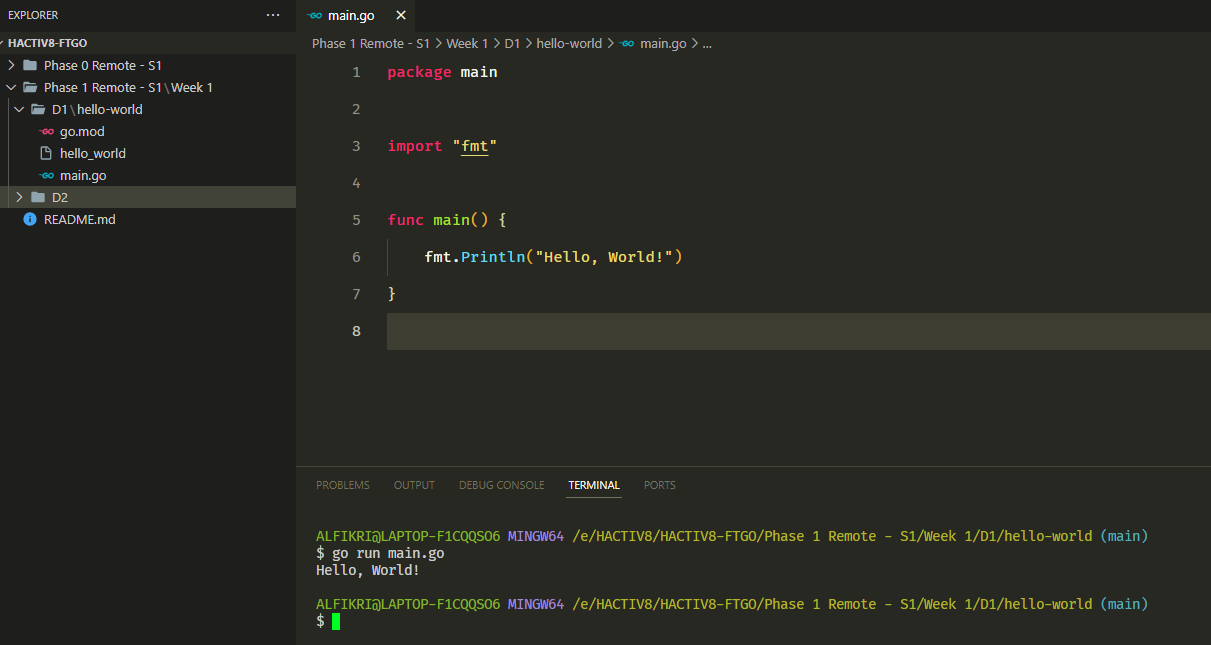 EXPLORER
HACTIV8-FTGO
Phase 0 Remote - S1
Phase 1 Remote - S1\Week 1
D1\hello-world
go.mod
hello_world
main.go
D2
README.md
main.go
Phase 1 Remote - S1 > Week 1 > D1 > hello-world > main.go > ...
1 package main
2
3 import "fmt"
4
5 func main() {
6 fmt.Println("Hello, World!")
7 }
8
PROBLEMS OUTPUT DEBUG CONSOLE TERMINAL PORTS
ALFIKRI@LAPTOP-F1CQQSO6 MINGW64 /e/HACTIV8/HACTIV8-FTGO/Phase 1 Remote - S1/Week 1/D1/hello-world (main)
$ go run main.go
Hello, World!
ALFIKRI@LAPTOP-F1CQQSO6 MINGW64 /e/HACTIV8/HACTIV8-FTGO/Phase 1 Remote - S1/Week 1/D1/hello-world (main)
$